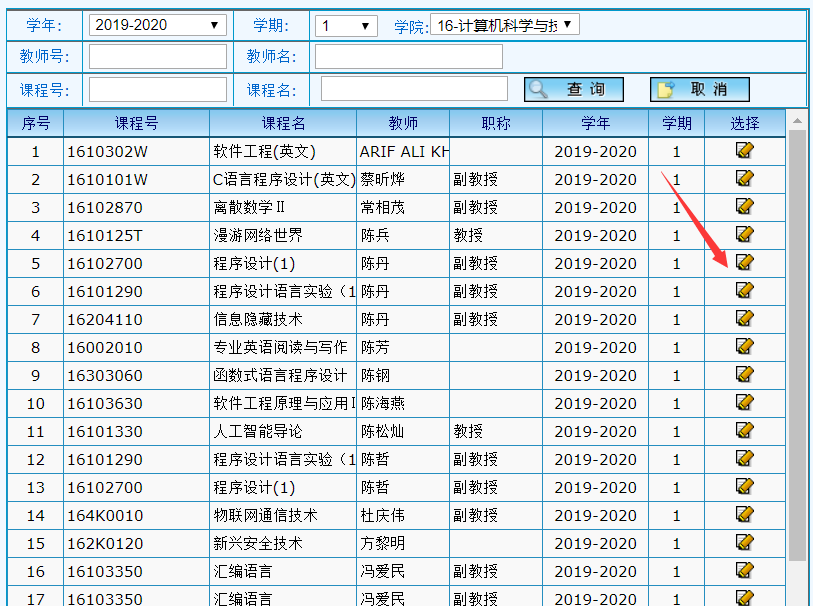 学年: 2019-2020 学期: 1 学院: 16-计算机科学与技
教师号: 教师名:
课程号: 课程名: 查 询 取 消
序号 课程号 课程名 教师 职称 学年 学期 选择
1 1610302W 软件工程(英文) ARIF ALI KH 2019-2020 1
2 1610101W C语言程序设计(英文) 蔡昕烨 副教授 2019-2020 1
3 16102870 离散数学Ⅱ 常相茂 副教授 2019-2020 1
4 1610125T 漫游网络世界 陈兵 教授 2019-2020 1
5 16102700 程序设计(1) 陈丹 副教授 2019-2020 1
6 16101290 程序设计语言实验（1 陈丹 副教授 2019-2020 1
7 16204110 信息隐藏技术 陈丹 副教授 2019-2020 1
8 16002010 专业英语阅读与写作 陈芳 2019-2020 1
9 16303060 函数式语言程序设计 陈钢 2019-2020 1
10 16103630 软件工程原理与应用I 陈海燕 2019-2020 1
11 16101330 人工智能导论 陈松灿 教授 2019-2020 1
12 16101290 程序设计语言实验（1 陈哲 副教授 2019-2020 1
13 16102700 程序设计(1) 陈哲 副教授 2019-2020 1
14 164K0010 物联网通信技术 杜庆伟 副教授 2019-2020 1
15 162K0120 新兴安全技术 方黎明 2019-2020 1
16 16103350 汇编语言 冯爱民 副教授 2019-2020 1
17 16103350 汇编语言 冯爱民 副教授 2019-2020 1